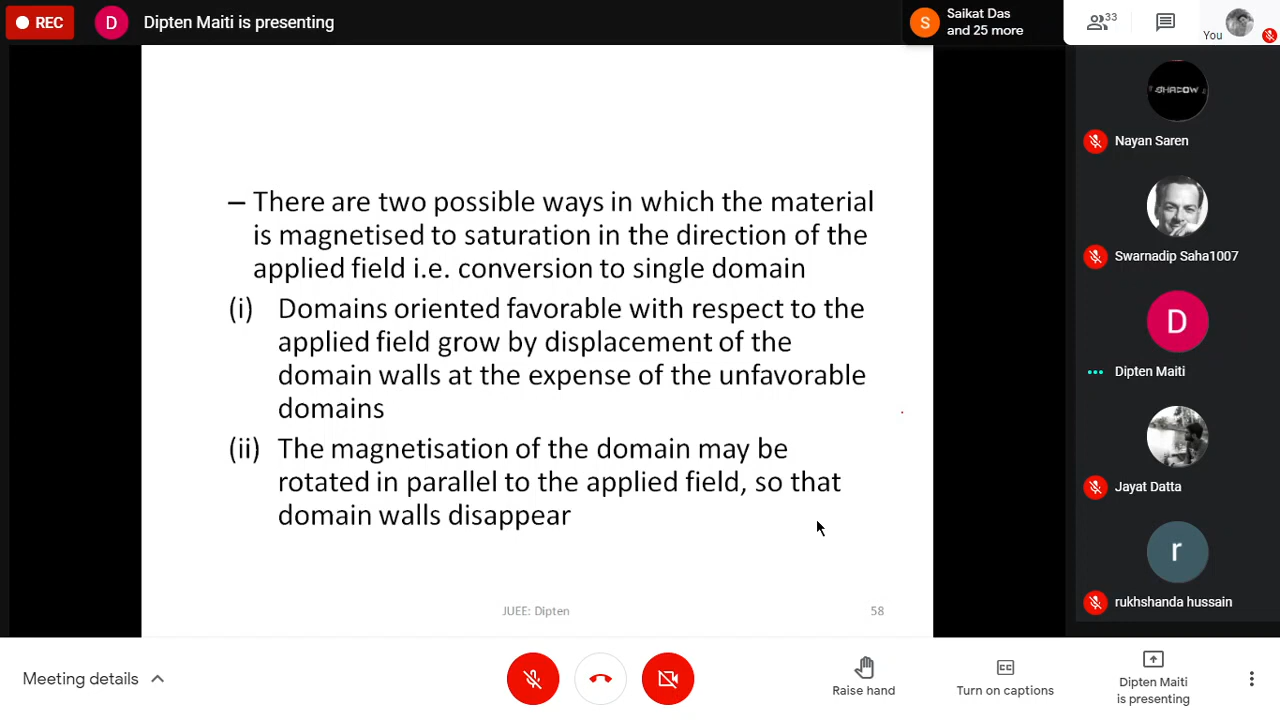 REC
D
Dipten Maiti is presenting
S
Saikat Das
and 25 more
33
You
SHADOW
Nayan Saren
Swarnadip Saha1007
D
Dipten Maiti
Jayat Datta
r
rukhshanda hussain
– There are two possible ways in which the material
is magnetised to saturation in the direction of the
applied field i.e. conversion to single domain
(i) Domains oriented favorable with respect to the
applied field grow by displacement of the
domain walls at the expense of the unfavorable
domains
(ii) The magnetisation of the domain may be
rotated in parallel to the applied field, so that
domain walls disappear
JUEE: Dipten
58
Meeting details
Raise hand
CC
Turn on captions
Dipten Maiti
is presenting